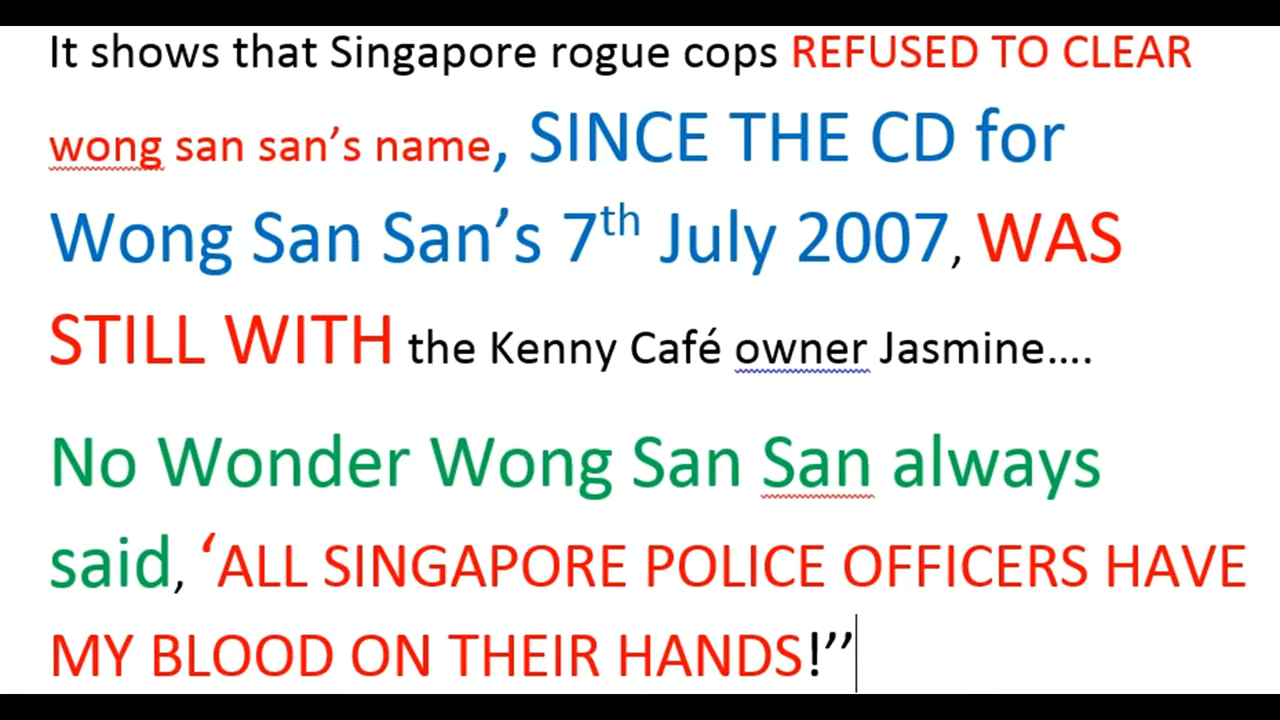 It shows that Singapore rogue cops REFUSED TO CLEAR
wong san san’s name, SINCE THE CD for
Wong San San’s 7th July 2007, WAS
STILL WITH the Kenny Café owner Jasmine....
No Wonder Wong San San always
said, ‘ALL SINGAPORE POLICE OFFICERS HAVE
MY BLOOD ON THEIR HANDS!’’